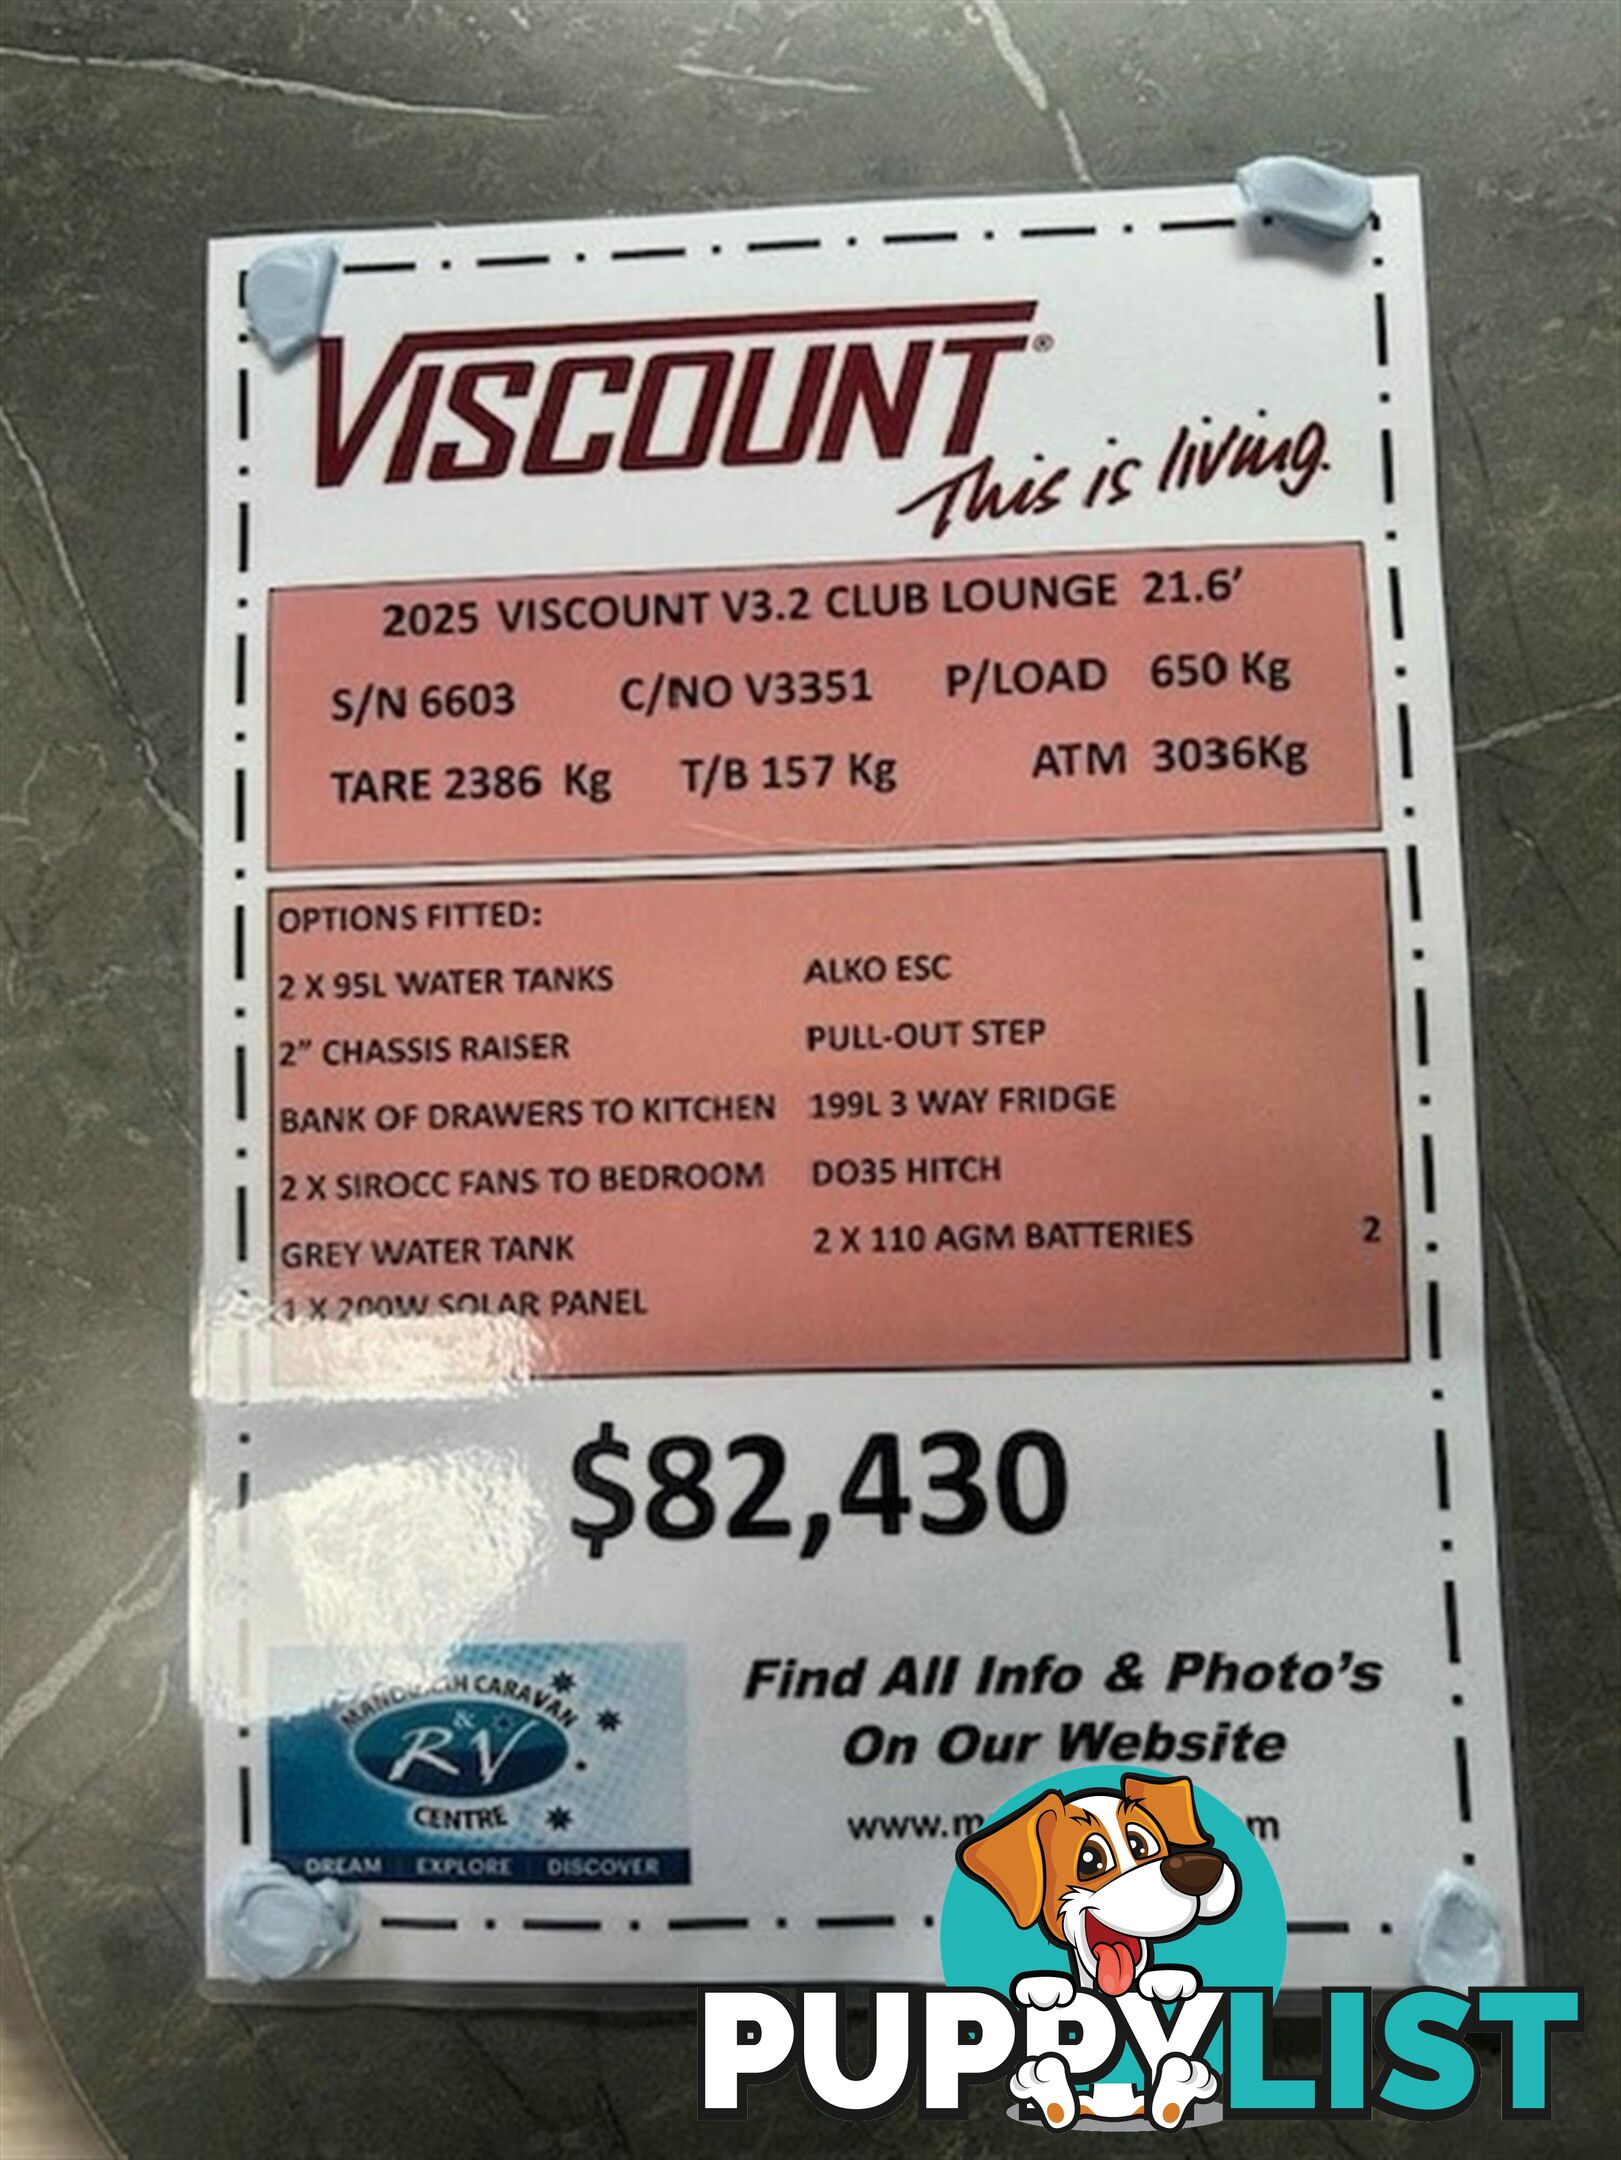 VISCOUNT®
This is living.
2025 VISCOUNT V3.2 CLUB LOUNGE 21.6’
S/N 6603 C/NO V3351 P/LOAD 650 Kg
TARE 2386 Kg T/B 157 Kg ATM 3036Kg
OPTIONS FITTED:
2 X 95L WATER TANKS ALKO ESC
2” CHASSIS RAISER PULL-OUT STEP
BANK OF DRAWERS TO KITCHEN 199L 3 WAY FRIDGE
2 X SIROCC FANS TO BEDROOM DO35 HITCH
GREY WATER TANK 2 X 110 AGM BATTERIES 2
1 X 200W SOLAR PANEL
$82,430
CARAVAN
& RV
CENTRE
DREAM EXPLORE DISCOVER
Find All Info & Photo’s
On Our Website
PUPPYLIST